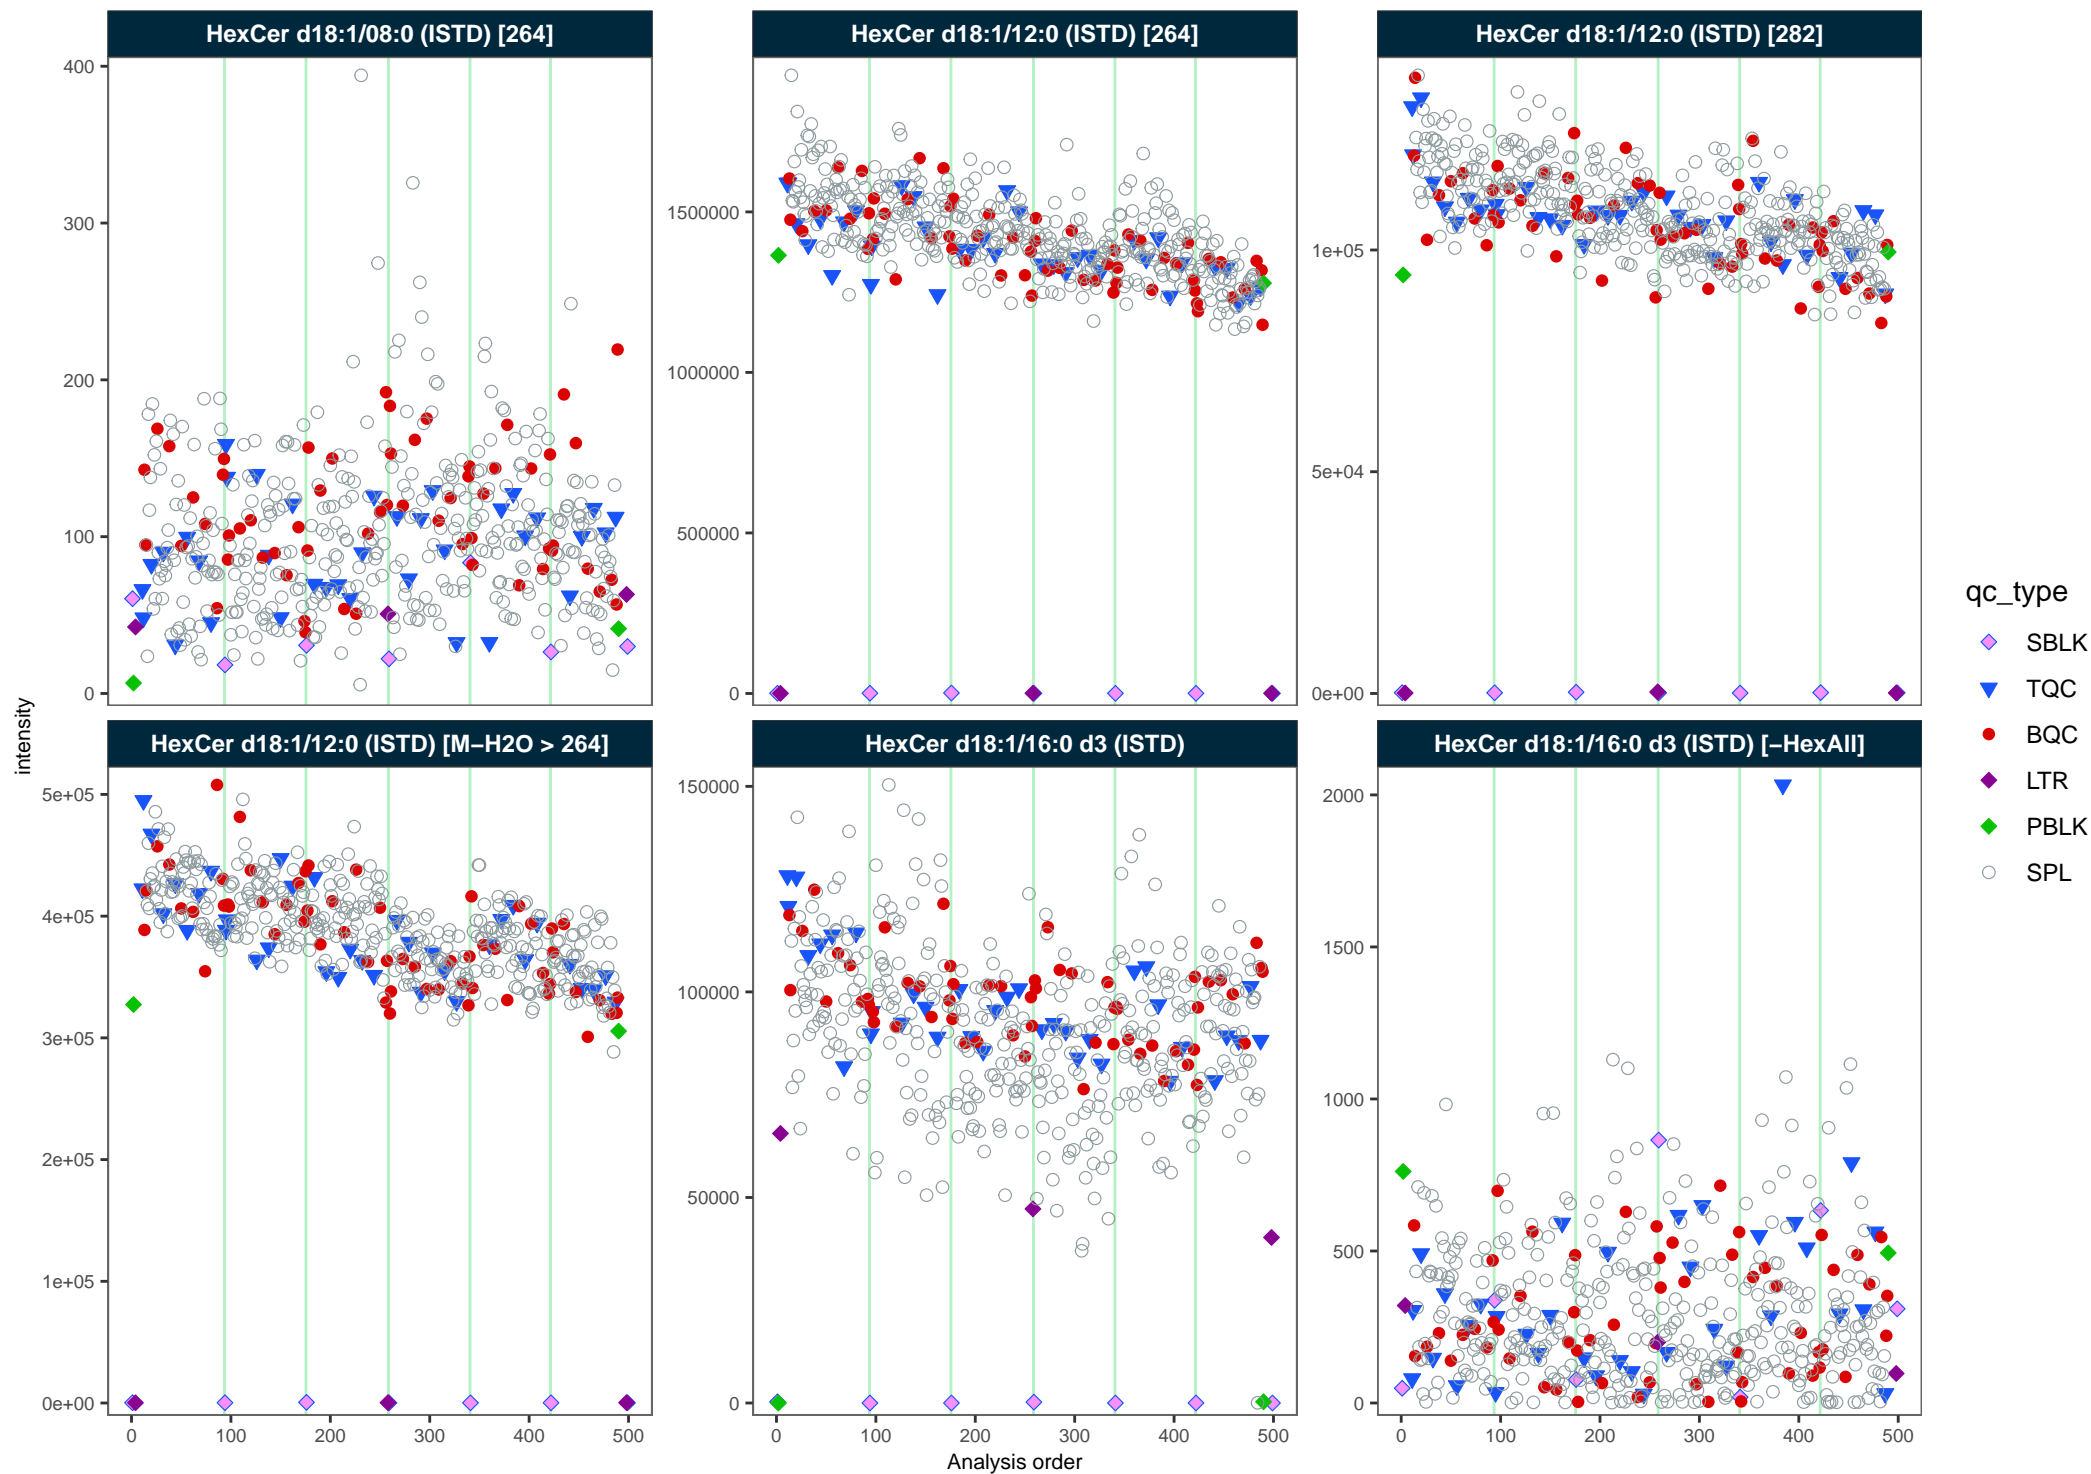 HexCer d18:1/08:0 (ISTD) [264]
HexCer d18:1/12:0 (ISTD) [264]
HexCer d18:1/12:0 (ISTD) [282]
400
300
200
100
0
1500000
1000000
500000
0
1e+05
5e+04
0e+00
HexCer d18:1/12:0 (ISTD) [M−H2O > 264]
HexCer d18:1/16:0 d3 (ISTD)
HexCer d18:1/16:0 d3 (ISTD) [−HexAll]
5e+05
4e+05
3e+05
2e+05
1e+05
0e+00
150000
100000
50000
0
2000
1500
1000
500
0
0 100 200 300 400 500
0 100 200 300 400 500
0 100 200 300 400 500
Analysis order
intensity
qc_type
SBLK
TQC
BQC
LTR
PBLK
SPL